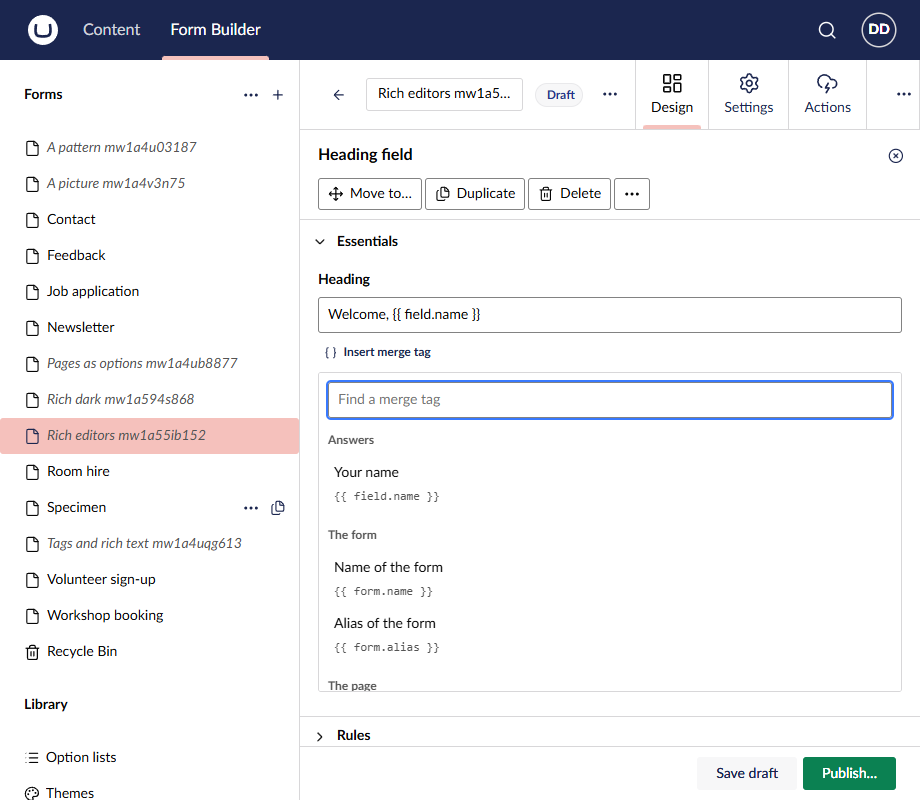 Content
Form Builder
DD
Forms
A pattern mw1a4u03187
A picture mw1a4v3n75
Contact
Feedback
Job application
Newsletter
Pages as options mw1a4ub8877
Rich dark mw1a594s868
Rich editors mw1a55ib152
Room hire
Specimen
Tags and rich text mw1a4uqg613
Volunteer sign-up
Workshop booking
Recycle Bin
Library
Option lists
Themes
Rich editors mw1a5...
Draft
Design
Settings
Actions
Heading field
Move to...
Duplicate
Delete
Essentials
Heading
Welcome, {{ field.name }}
{ } Insert merge tag
Find a merge tag
Answers
Your name
{{ field.name }}
The form
Name of the form
{{ form.name }}
Alias of the form
{{ form.alias }}
The page
Rules
Save draft
Publish...